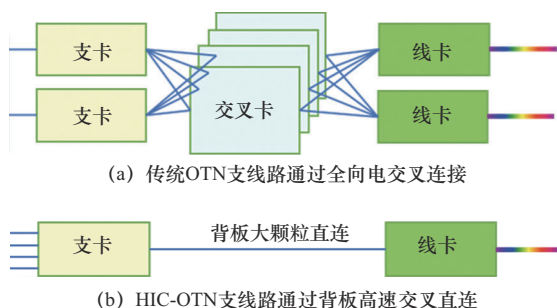 支卡 线卡
支卡 交叉卡 线卡
(a) 传统OTN支线路通过全向电交叉连接
支卡 背板大颗粒直连 线卡
(b) HIC-OTN支线路通过背板高速交叉直连